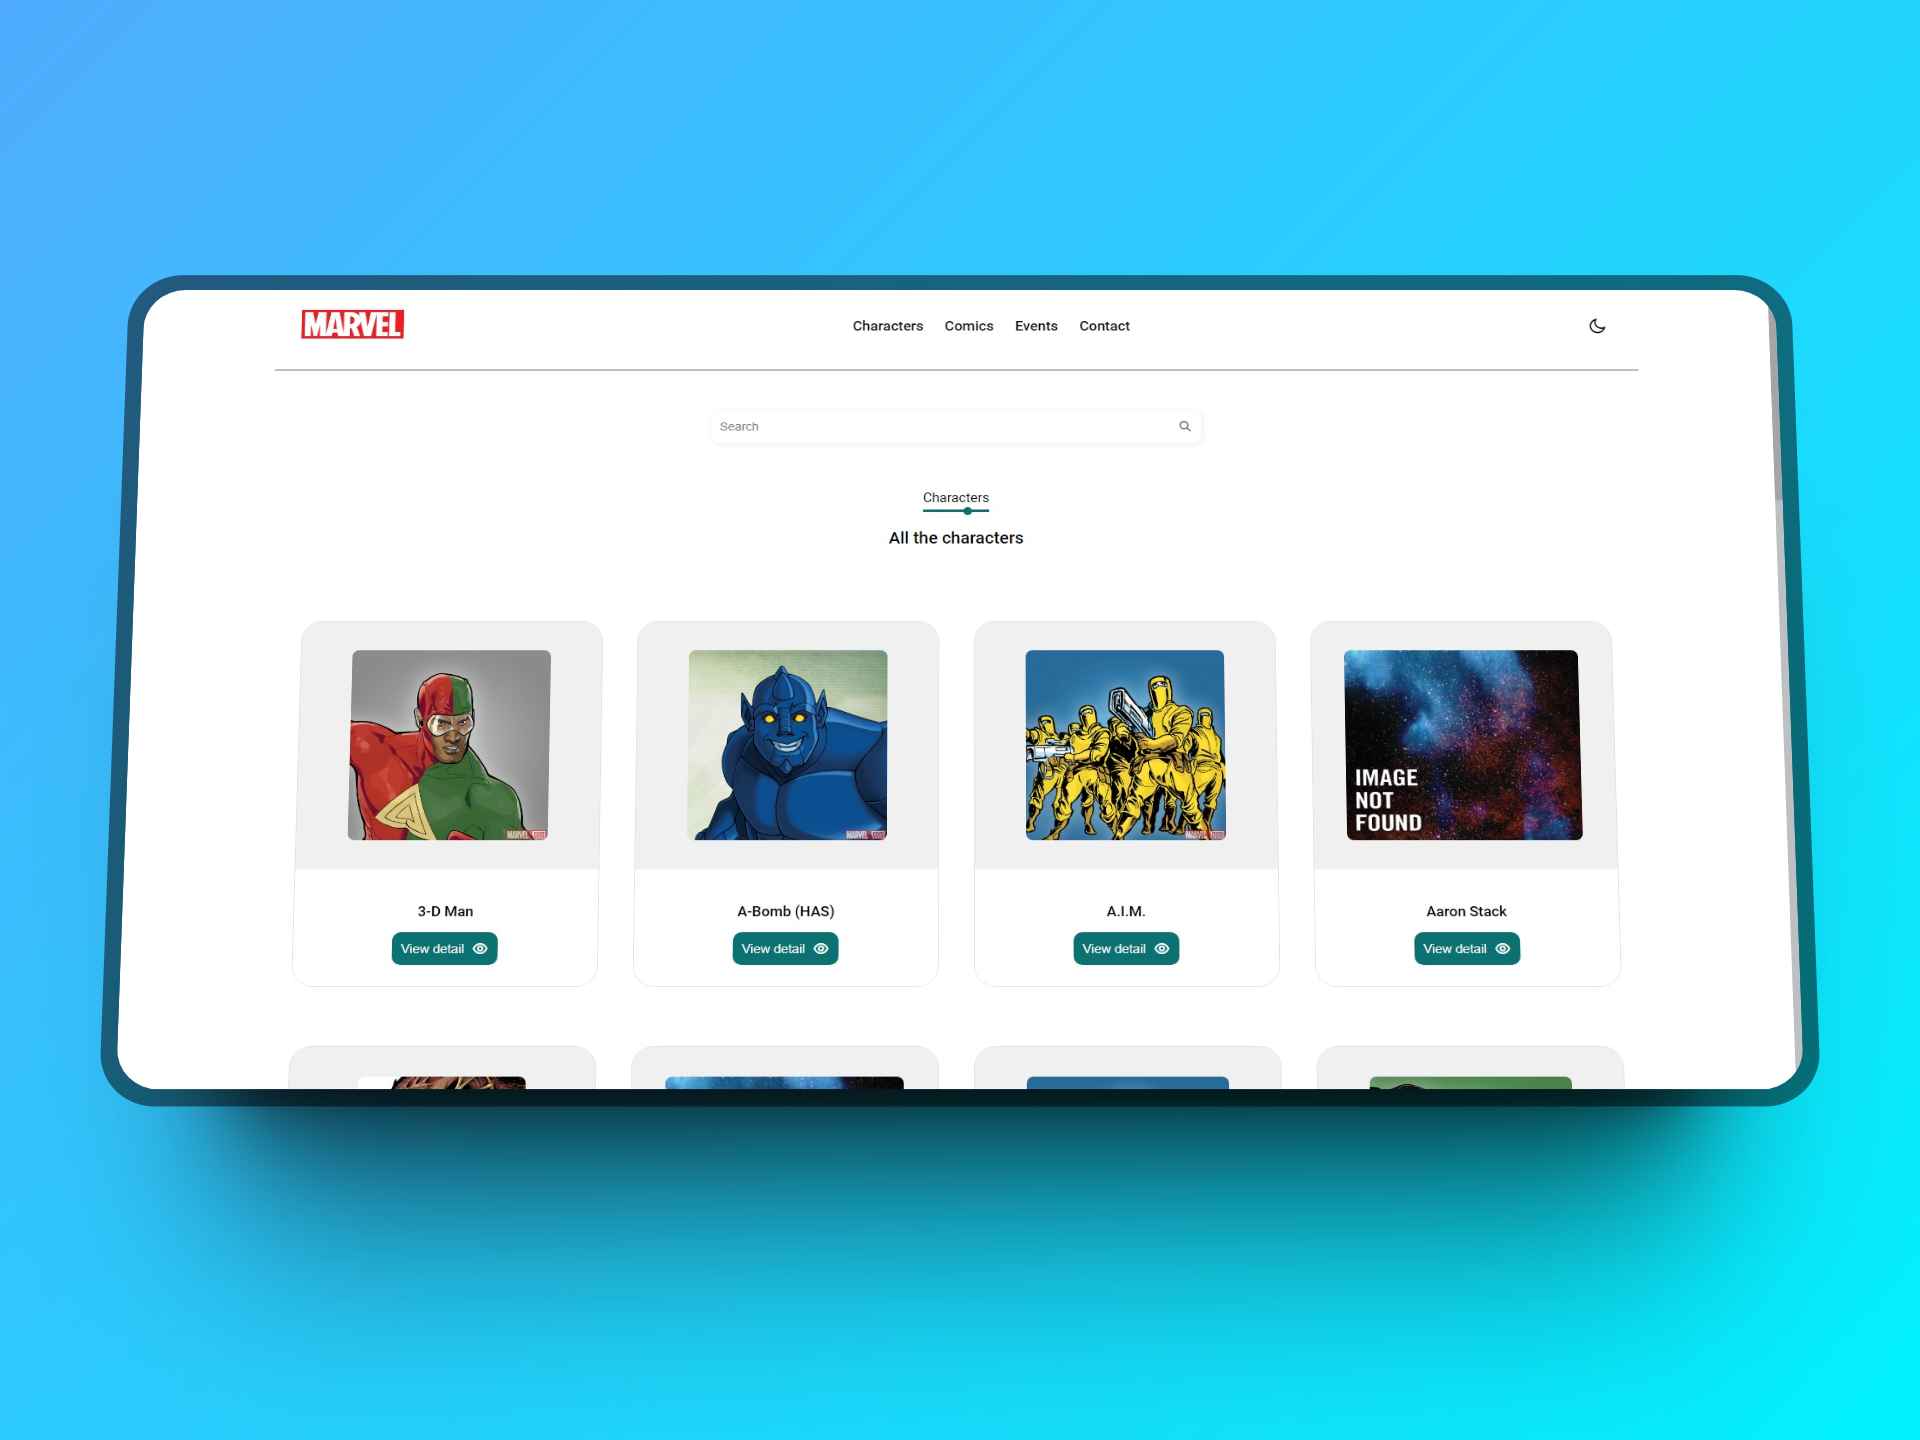 MARVEL
Characters Comics Events Contact
Search
Characters
All the characters
MARVEL
MARVEL
MARVEL
IMAGE
NOT
FOUND
3-D Man
A-Bomb (HAS)
A.I.M.
Aaron Stack
View detail
View detail
View detail
View detail